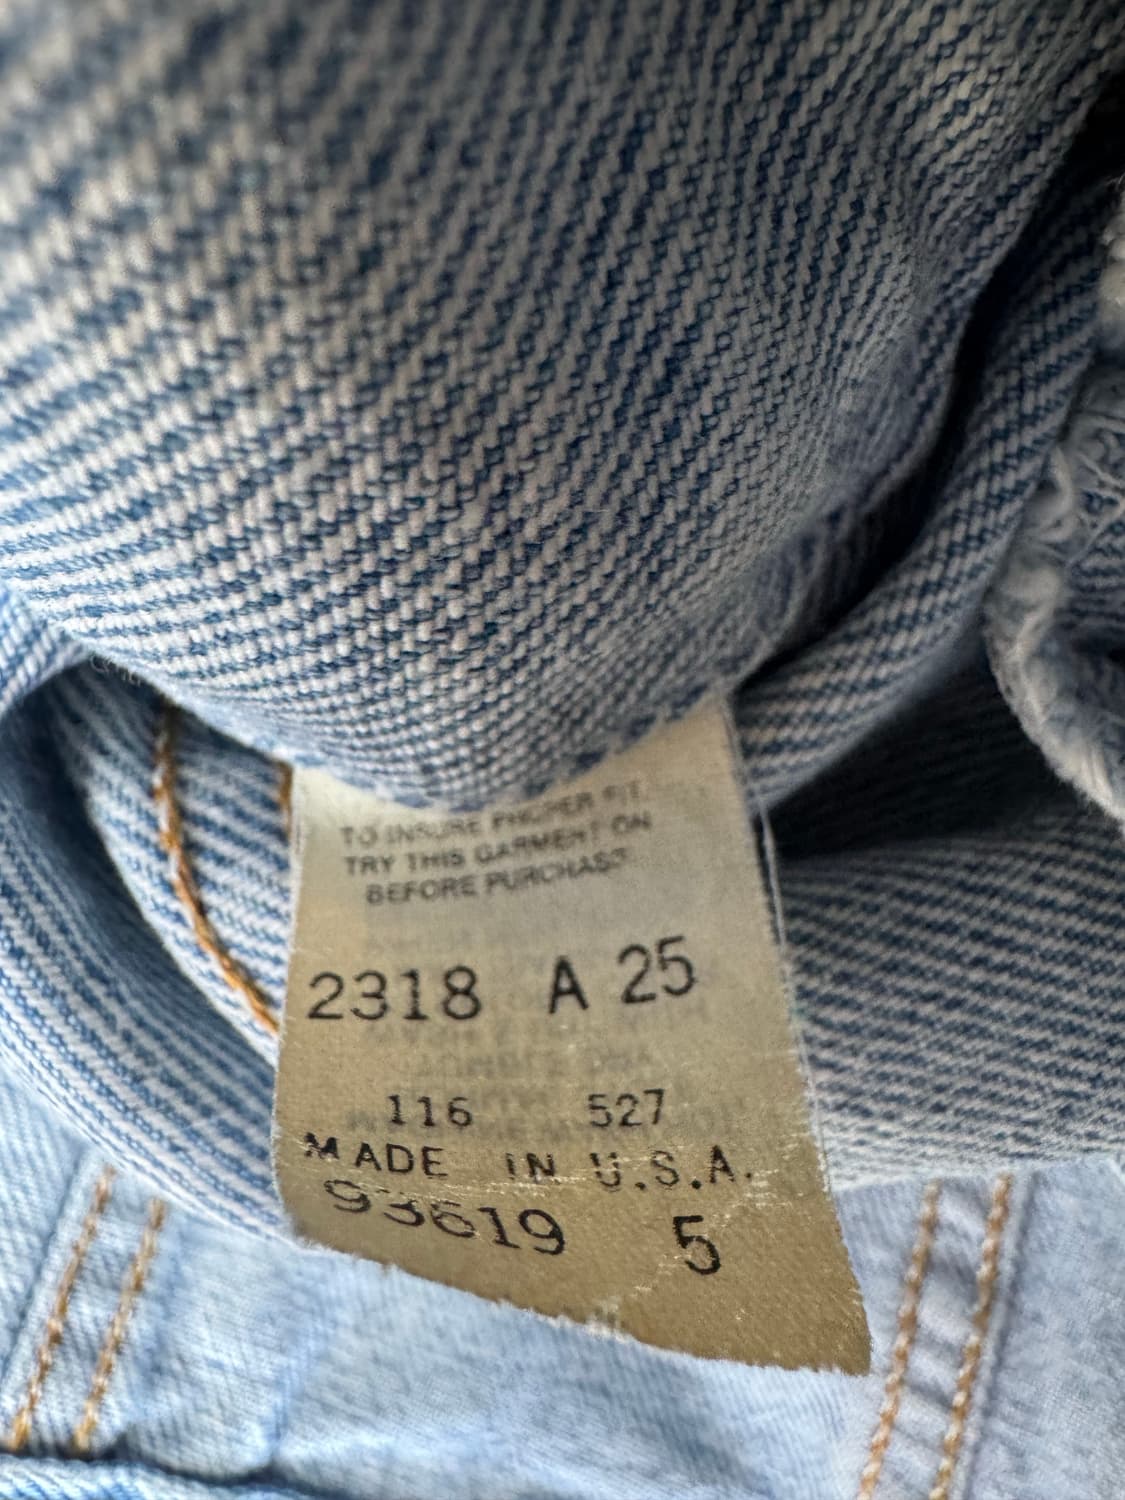 TO INSURE PROPER FIT,
TRY THIS GARMENT ON
BEFORE PURCHASE
2318 A 25
116 527
MADE IN U.S.A.
93619 5